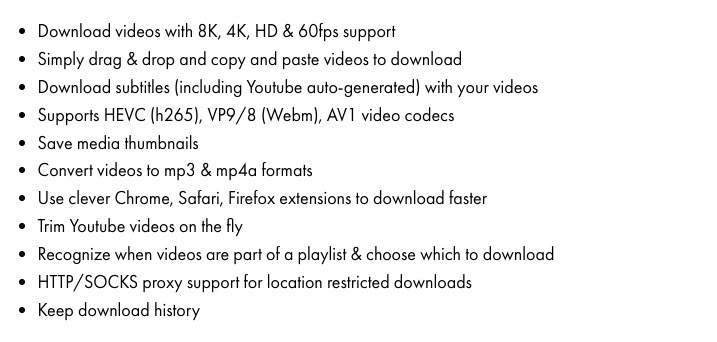 • Download videos with 8K, 4K, HD & 60fps support
• Simply drag & drop and copy and paste videos to download
• Download subtitles (including Youtube auto-generated) with your videos
• Supports HEVC (h265), VP9/8 (Webm), AV1 video codecs
• Save media thumbnails
• Convert videos to mp3 & mp4a formats
• Use clever Chrome, Safari, Firefox extensions to download faster
• Trim Youtube videos on the fly
• Recognize when videos are part of a playlist & choose which to download
• HTTP/SOCKS proxy support for location restricted downloads
• Keep download history